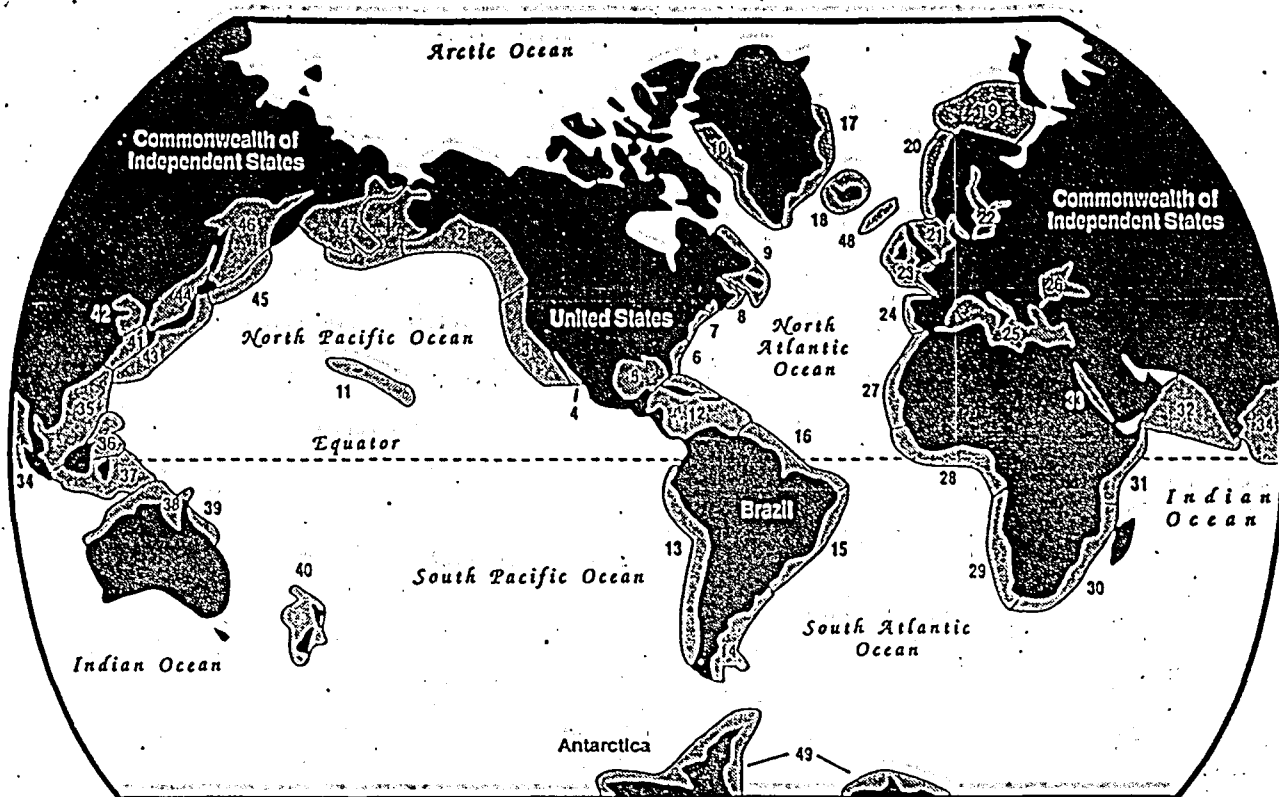 Arctic Ocean
17
Commonwealth of
Independent States
10
19
20
Commonwealth of
Independent States
18
48
22
46
2
9
21
23
45
26
42
8
7
24
United States
25
North Pacific Ocean
North
Atlantic
Ocean
6
5
11
4
27
33
32
35
12
34
36
Equator
16
37
34
28
31
38
39
Brazil
Indian
Ocean
13
15
40
South Pacific Ocean
29
30
South Atlantic
Ocean
14
Indian Ocean
Antarctica
49